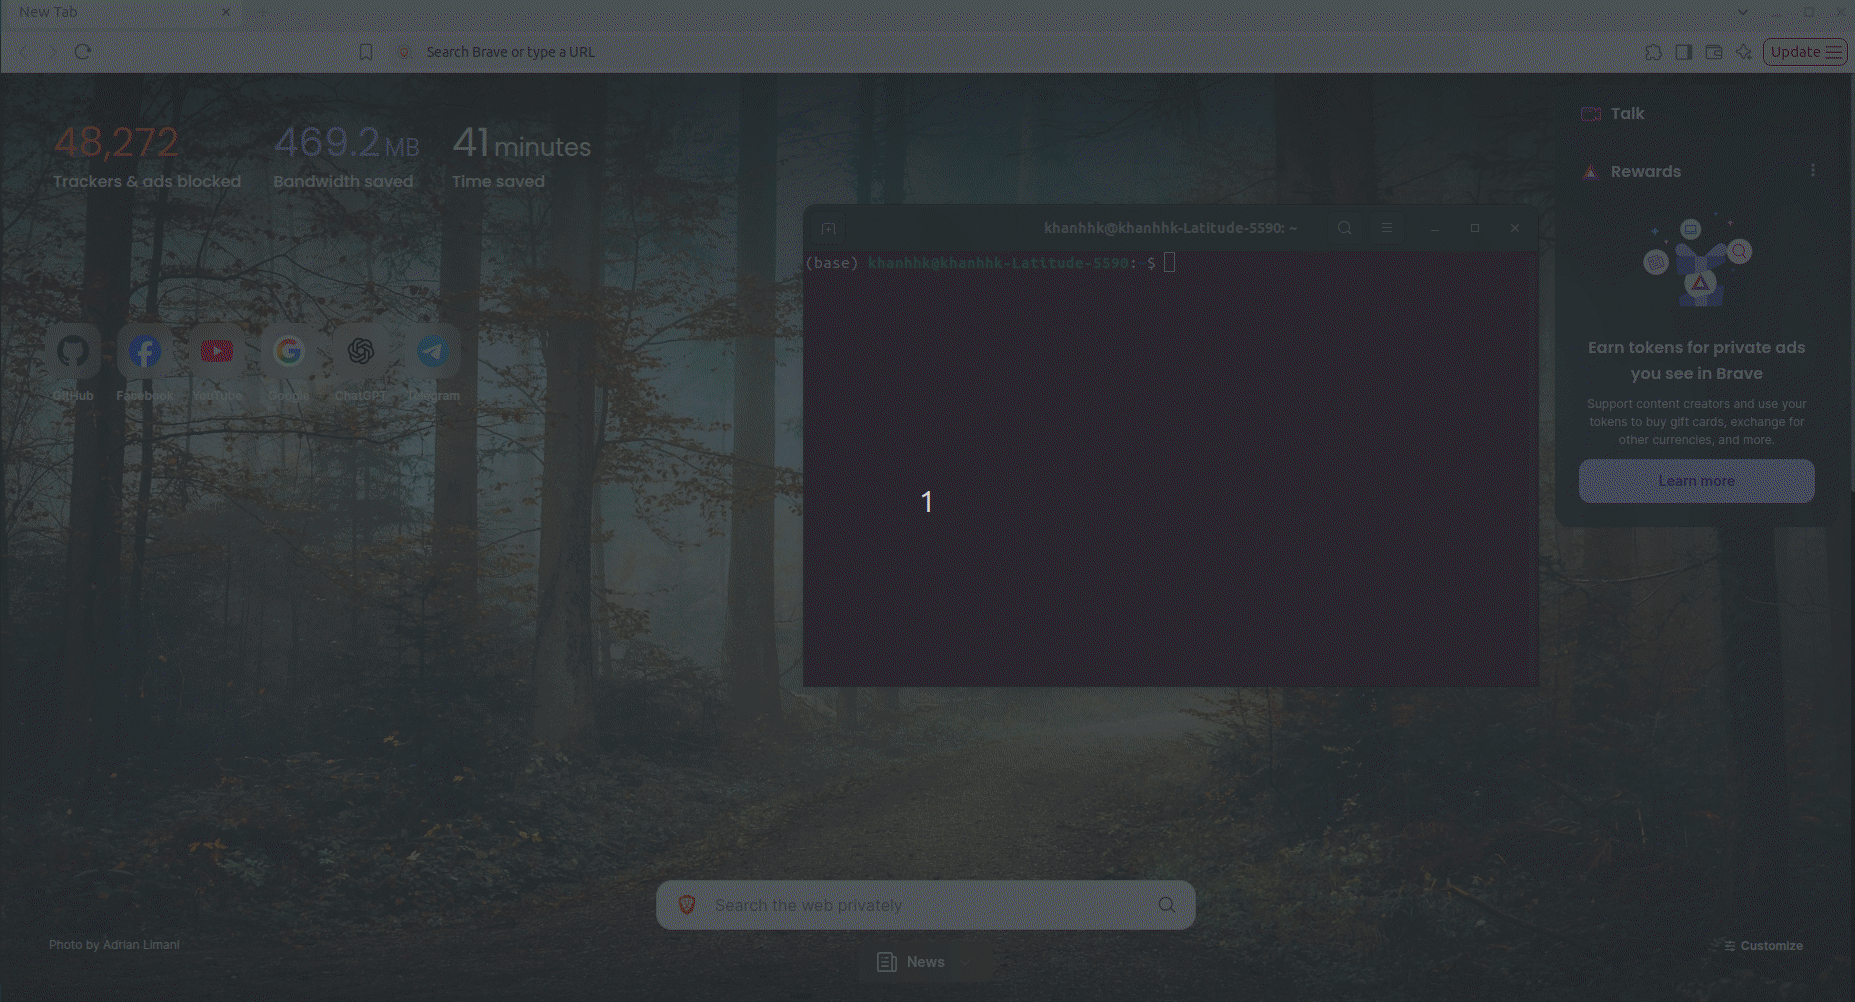 New Tab
Search Brave or type a URL
Update
48,272
Trackers & ads blocked
469.2 MB
Bandwidth saved
41 minutes
Time saved
Talk
Rewards
khanhhk@khanhhk-Latitude-5590: ~
(base) khanhhk@khanhhk-Latitude-5590:~$
GitHub
Facebook
YouTube
Google
ChatGPT
Telegram
Earn tokens for private ads
you see in Brave
Support content creators and use your
tokens to buy gift cards, exchange for
other currencies, and more.
Learn more
1
Search the web privately
Photo by Adrian Limani
Customize
News